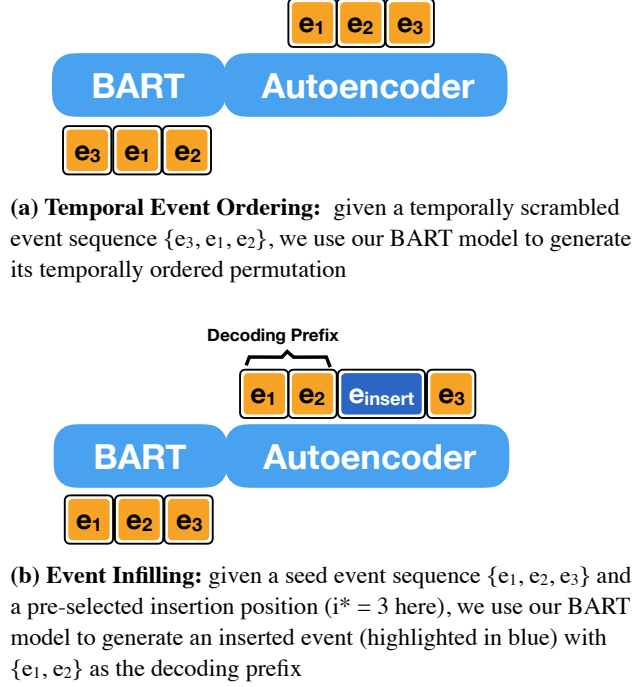 e₁ e₂ e₃
BART Autoencoder
e₃ e₁ e₂
(a) Temporal Event Ordering: given a temporally scrambled
event sequence {e₃, e₁, e₂}, we use our BART model to generate
its temporally ordered permutation
Decoding Prefix
e₁ e₂ einsert e₃
BART Autoencoder
e₁ e₂ e₃
(b) Event Infilling: given a seed event sequence {e₁, e₂, e₃} and
a pre-selected insertion position (i* = 3 here), we use our BART
model to generate an inserted event (highlighted in blue) with
{e₁, e₂} as the decoding prefix